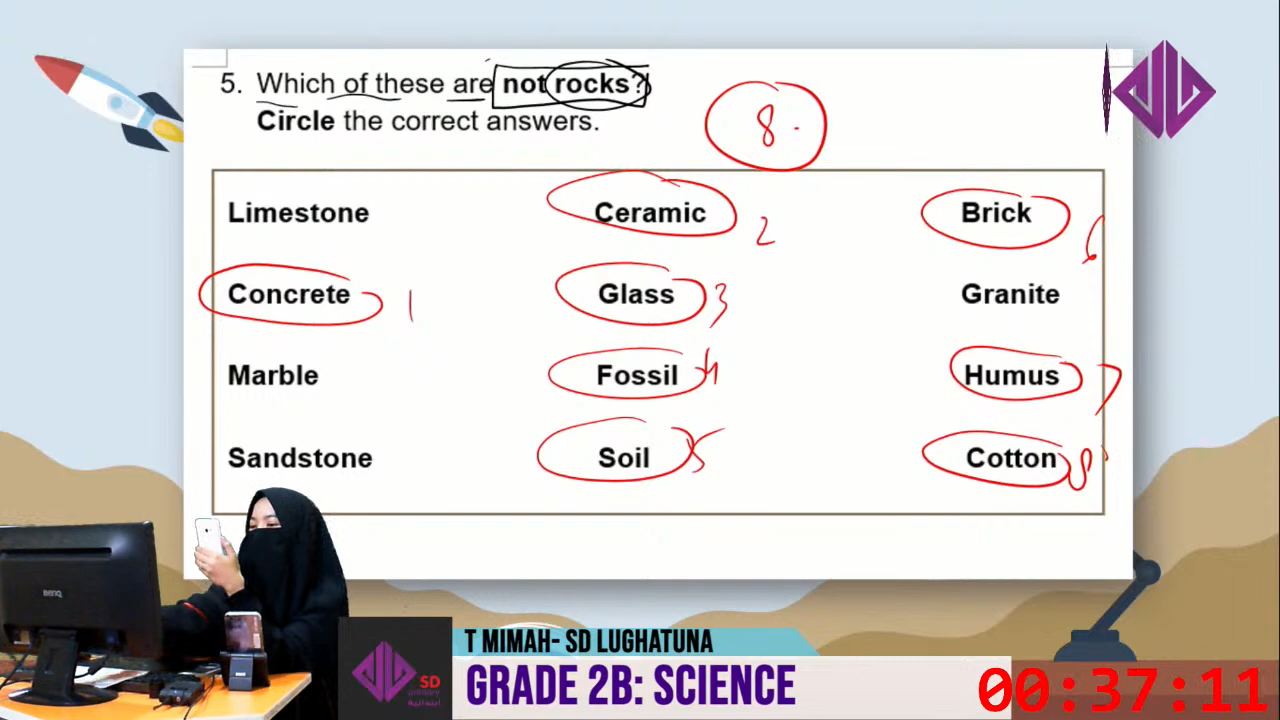 5. Which of these are not rocks?
Circle the correct answers.
8.
Limestone Ceramic Brick
2 6
Concrete Glass Granite
1 3
Marble Fossil Humus
4 7
Sandstone Soil Cotton
5 8
BENQ
T MIMAH- SD LUGHATUNA
SD
GRADE 2B: SCIENCE
00:37:11